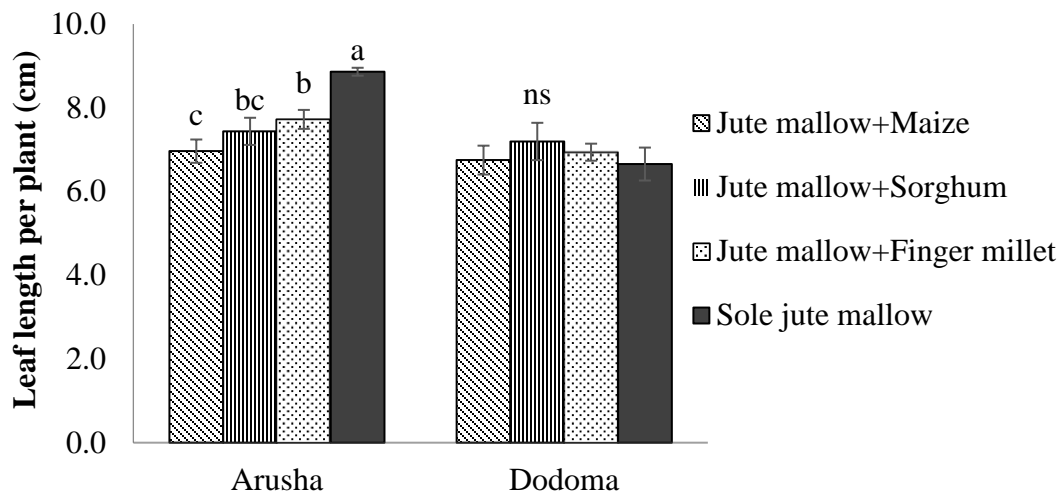 Leaf length per plant (cm)
10.0
8.0
6.0
4.0
2.0
0.0
c
bc
b
a
ns
Arusha
Dodoma
Jute mallow+Maize
Jute mallow+Sorghum
Jute mallow+Finger millet
Sole jute mallow